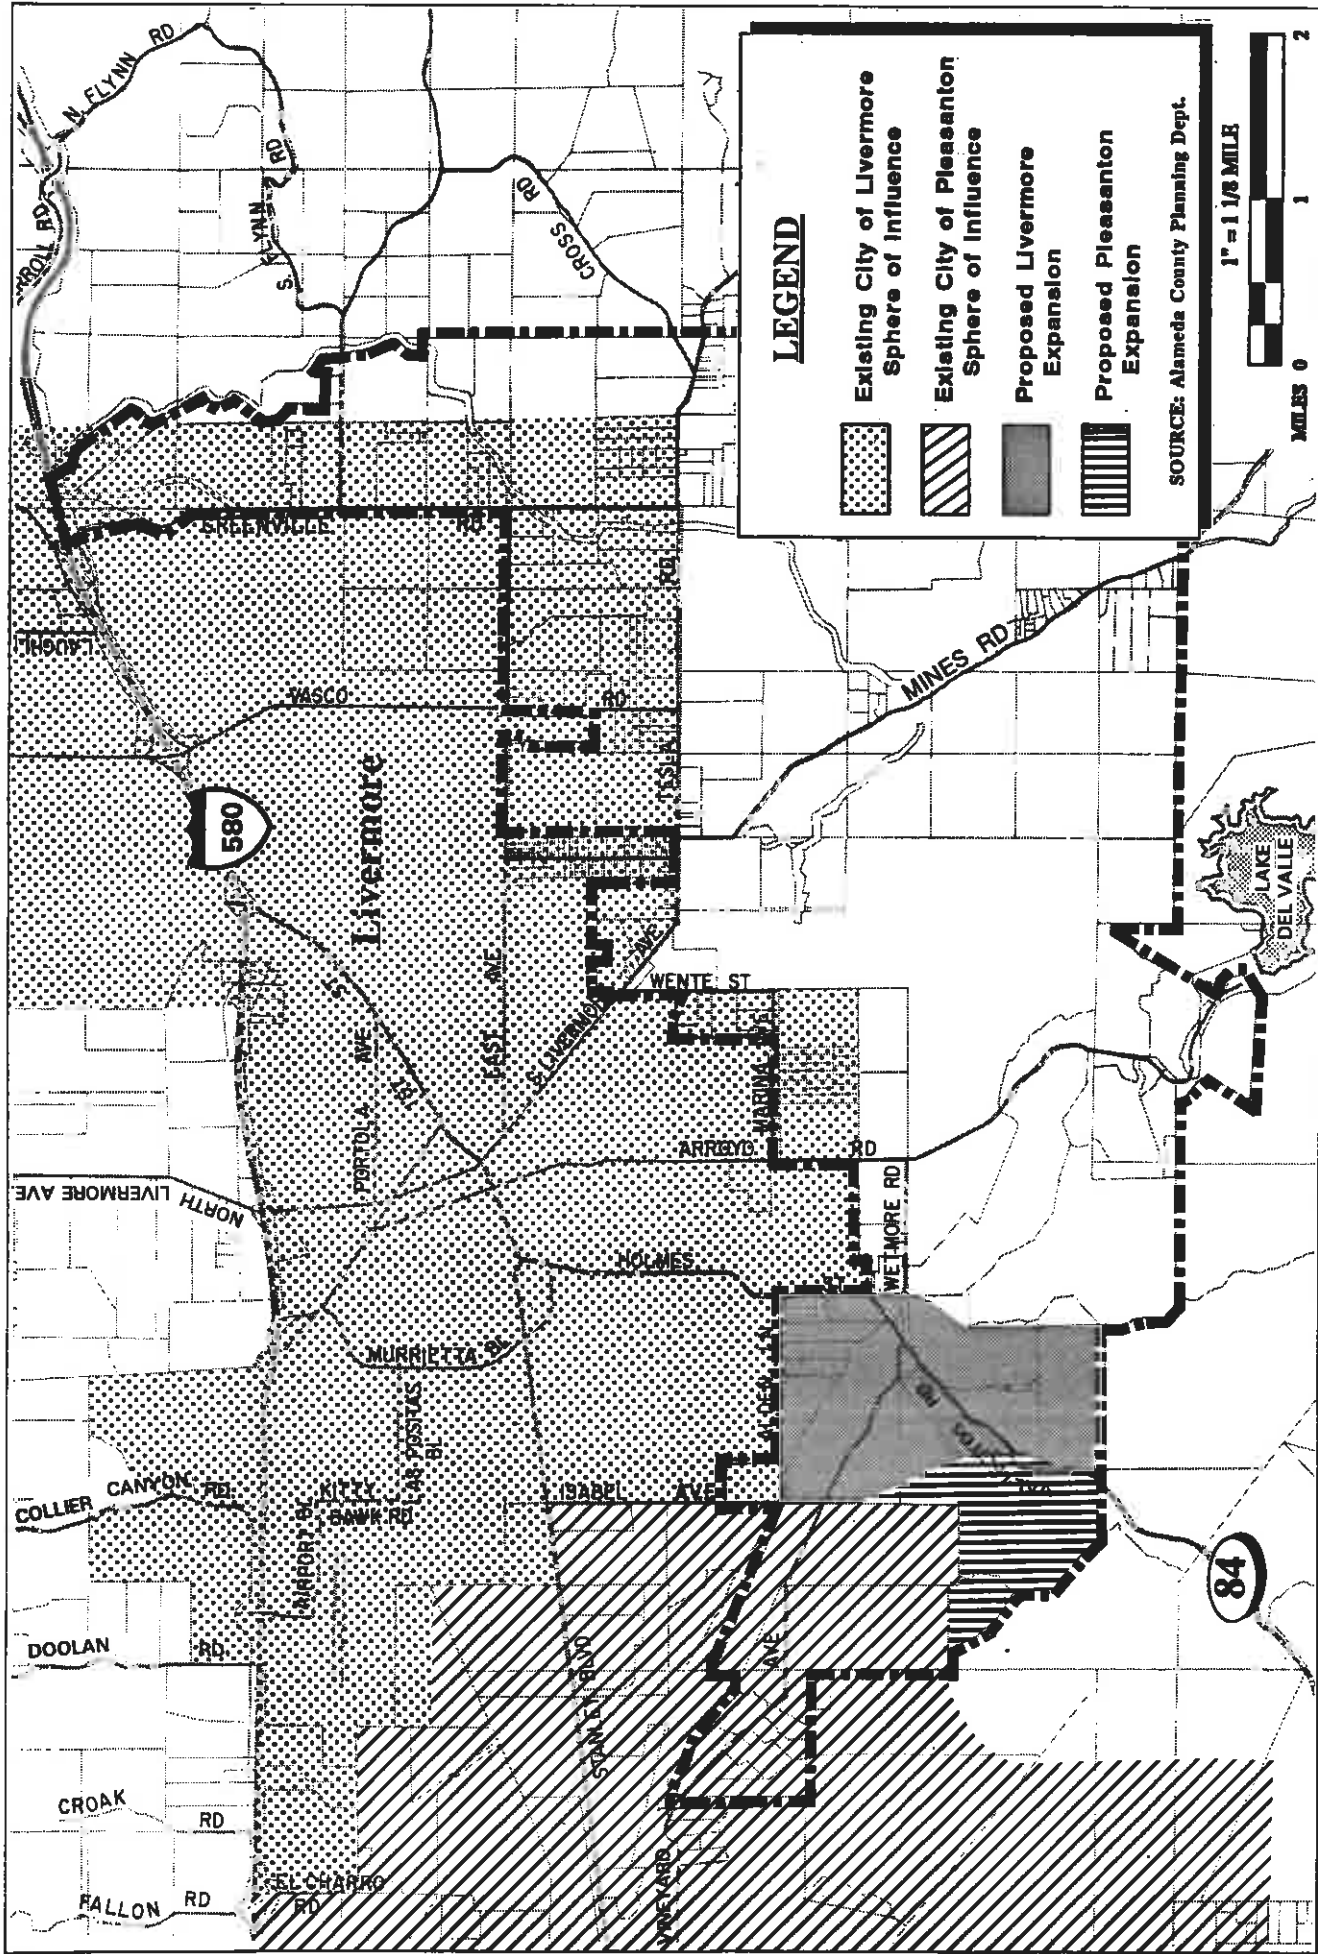 N FLYNN RD
S. FLYNN RD
CROSS RD
GREENVILLE RD
VASCO RD
580
Livermore
TESLA RD
MINES RD
1ST ST
PORTOLA AVE
EAST AVE
WENTE ST
MARINA AVE
NORTH LIVERMORE AVE
ARROYO RD
WETMORE RD
HOLMES ST
MURRIETTA BL
LAS POSITAS BL
ALDEN LN
ISABEL AVE
COLLIER CANYON RD
KITTY HAWK RD
AIRPORT BL
DOOLAN RD
STANLEY BLVD
VINEYARD AVE
CROAK RD
FALLON RD
EL CHARRO RD
LAKE
DEL VALLE
84
LEGEND
Existing City of Livermore
Sphere of Influence
Existing City of Pleasanton
Sphere of Influence
Proposed Livermore
Expansion
Proposed Pleasanton
Expansion
SOURCE: Alameda County Planning Dept.
1" = 1 1/8 MILE
MILES 0 1 2